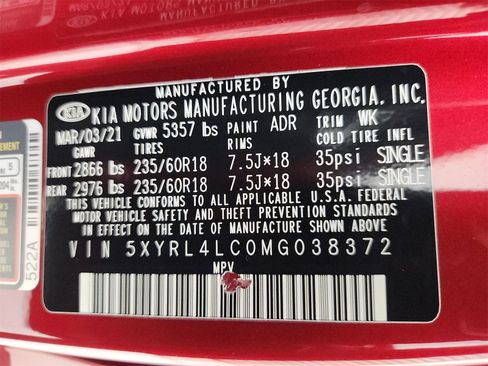 MANUFACTURED BY
KIA KIA MOTORS MANUFACTURING GEORGIA, INC.
MAR/03/21 GVWR 5357 lbs PAINT ADR TRIM WK
GAWR TIRES RIMS COLD TIRE INFL
FRONT 2866 lbs 235/60R18 7.5J×18 35psi SINGLE
REAR 2976 lbs 235/60R18 7.5J×18 35psi SINGLE
THIS VEHICLE CONFORMS TO ALL APPLICABLE U.S.A. FEDERAL
MOTOR VEHICLE SAFETY AND THEFT PREVENTION STANDARDS
IN EFFECT ON THE DATE OF MANUFACTURE SHOWN ABOVE
VIN 5XYRL4LC0MG038372
MPV
522A